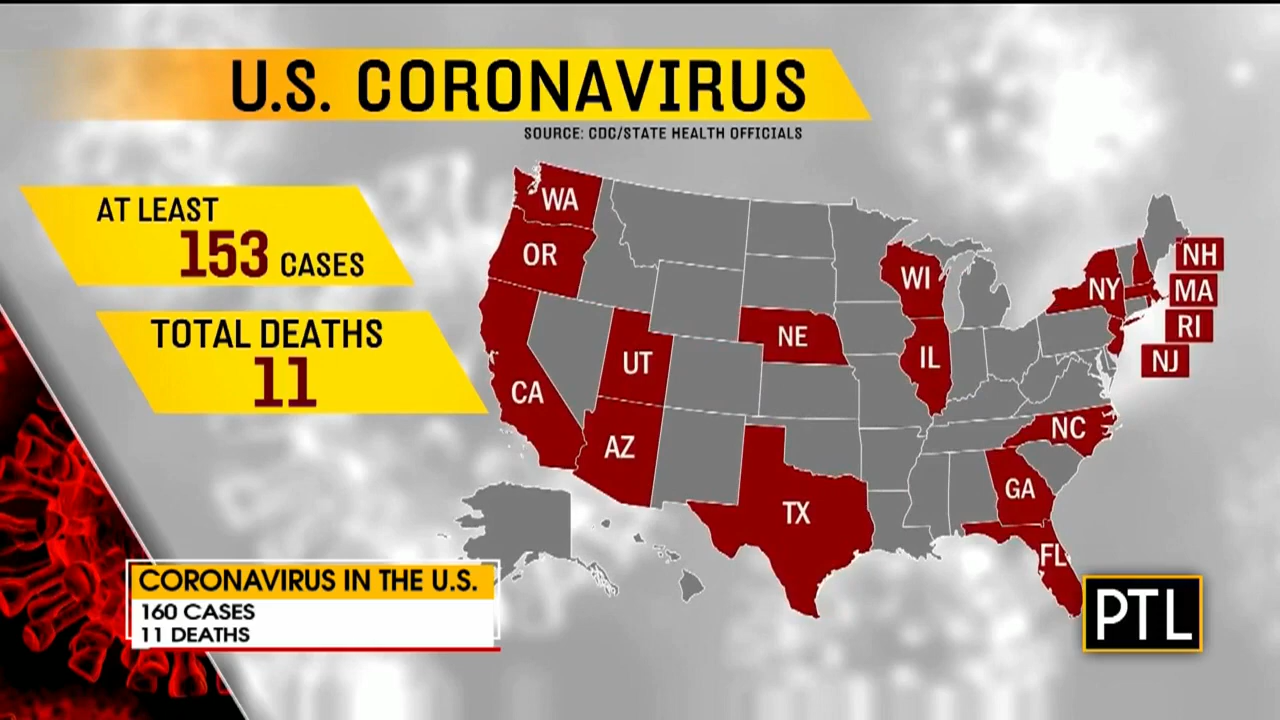 U.S. CORONAVIRUS
SOURCE: CDC/STATE HEALTH OFFICIALS
AT LEAST
153 CASES
TOTAL DEATHS
11
WA
OR
CA
UT
AZ
NE
TX
WI
IL
NY
NH
MA
RI
NJ
NC
GA
FL
CORONAVIRUS IN THE U.S.
160 CASES
11 DEATHS
PTL